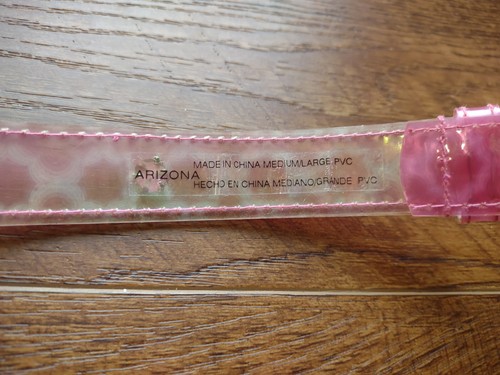 ARIZONA
MADE IN CHINA MEDIUM/LARGE PVC
HECHO EN CHINA MEDIANO/GRANDE PVC